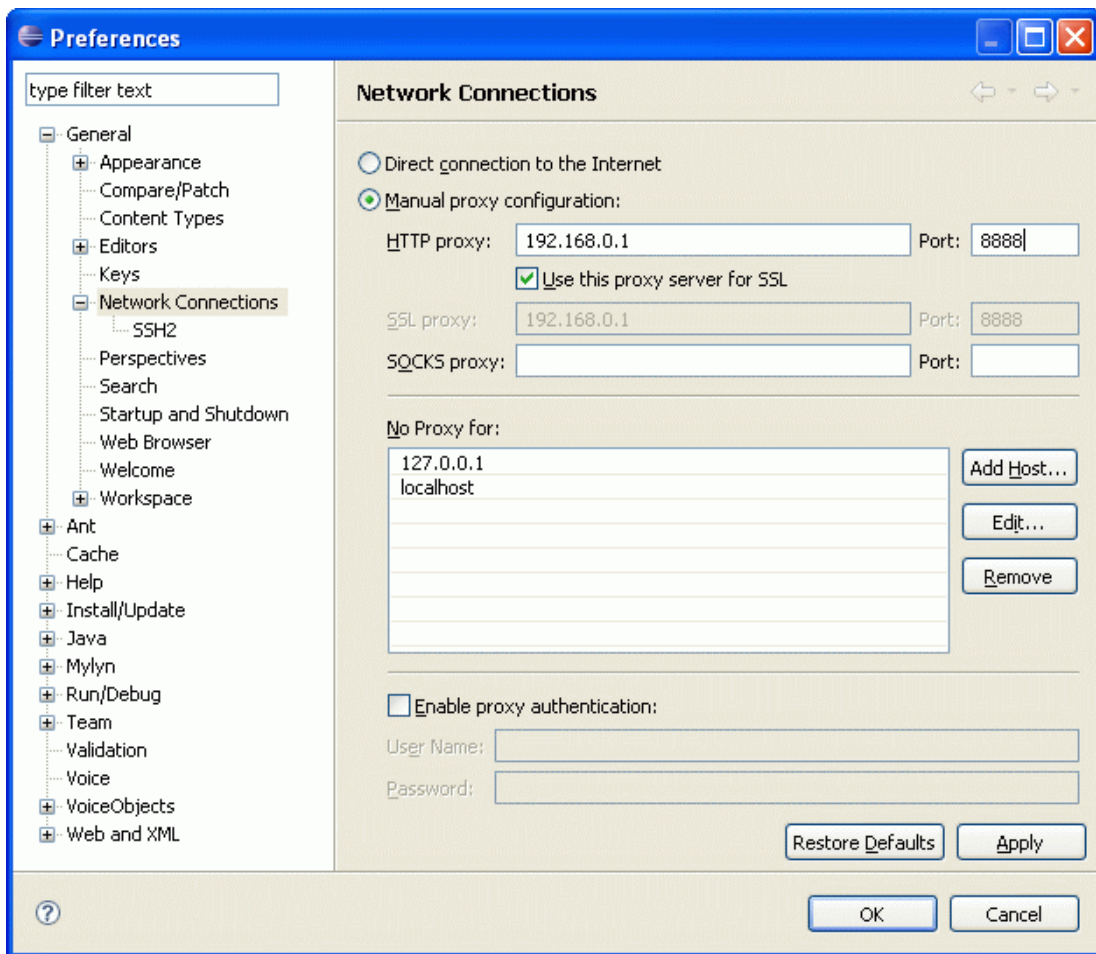 Preferences
type filter text
General
Appearance
Compare/Patch
Content Types
Editors
Keys
Network Connections
SSH2
Perspectives
Search
Startup and Shutdown
Web Browser
Welcome
Workspace
Ant
Cache
Help
Install/Update
Java
Mylyn
Run/Debug
Team
Validation
Voice
VoiceObjects
Web and XML
Network Connections
Direct connection to the Internet
Manual proxy configuration:
HTTP proxy: 192.168.0.1 Port: 8888
Use this proxy server for SSL
SSL proxy: 192.168.0.1 Port: 8888
SOCKS proxy: Port:
No Proxy for:
127.0.0.1
localhost
Add Host...
Edit...
Remove
Enable proxy authentication:
User Name:
Password:
Restore Defaults Apply
? OK Cancel